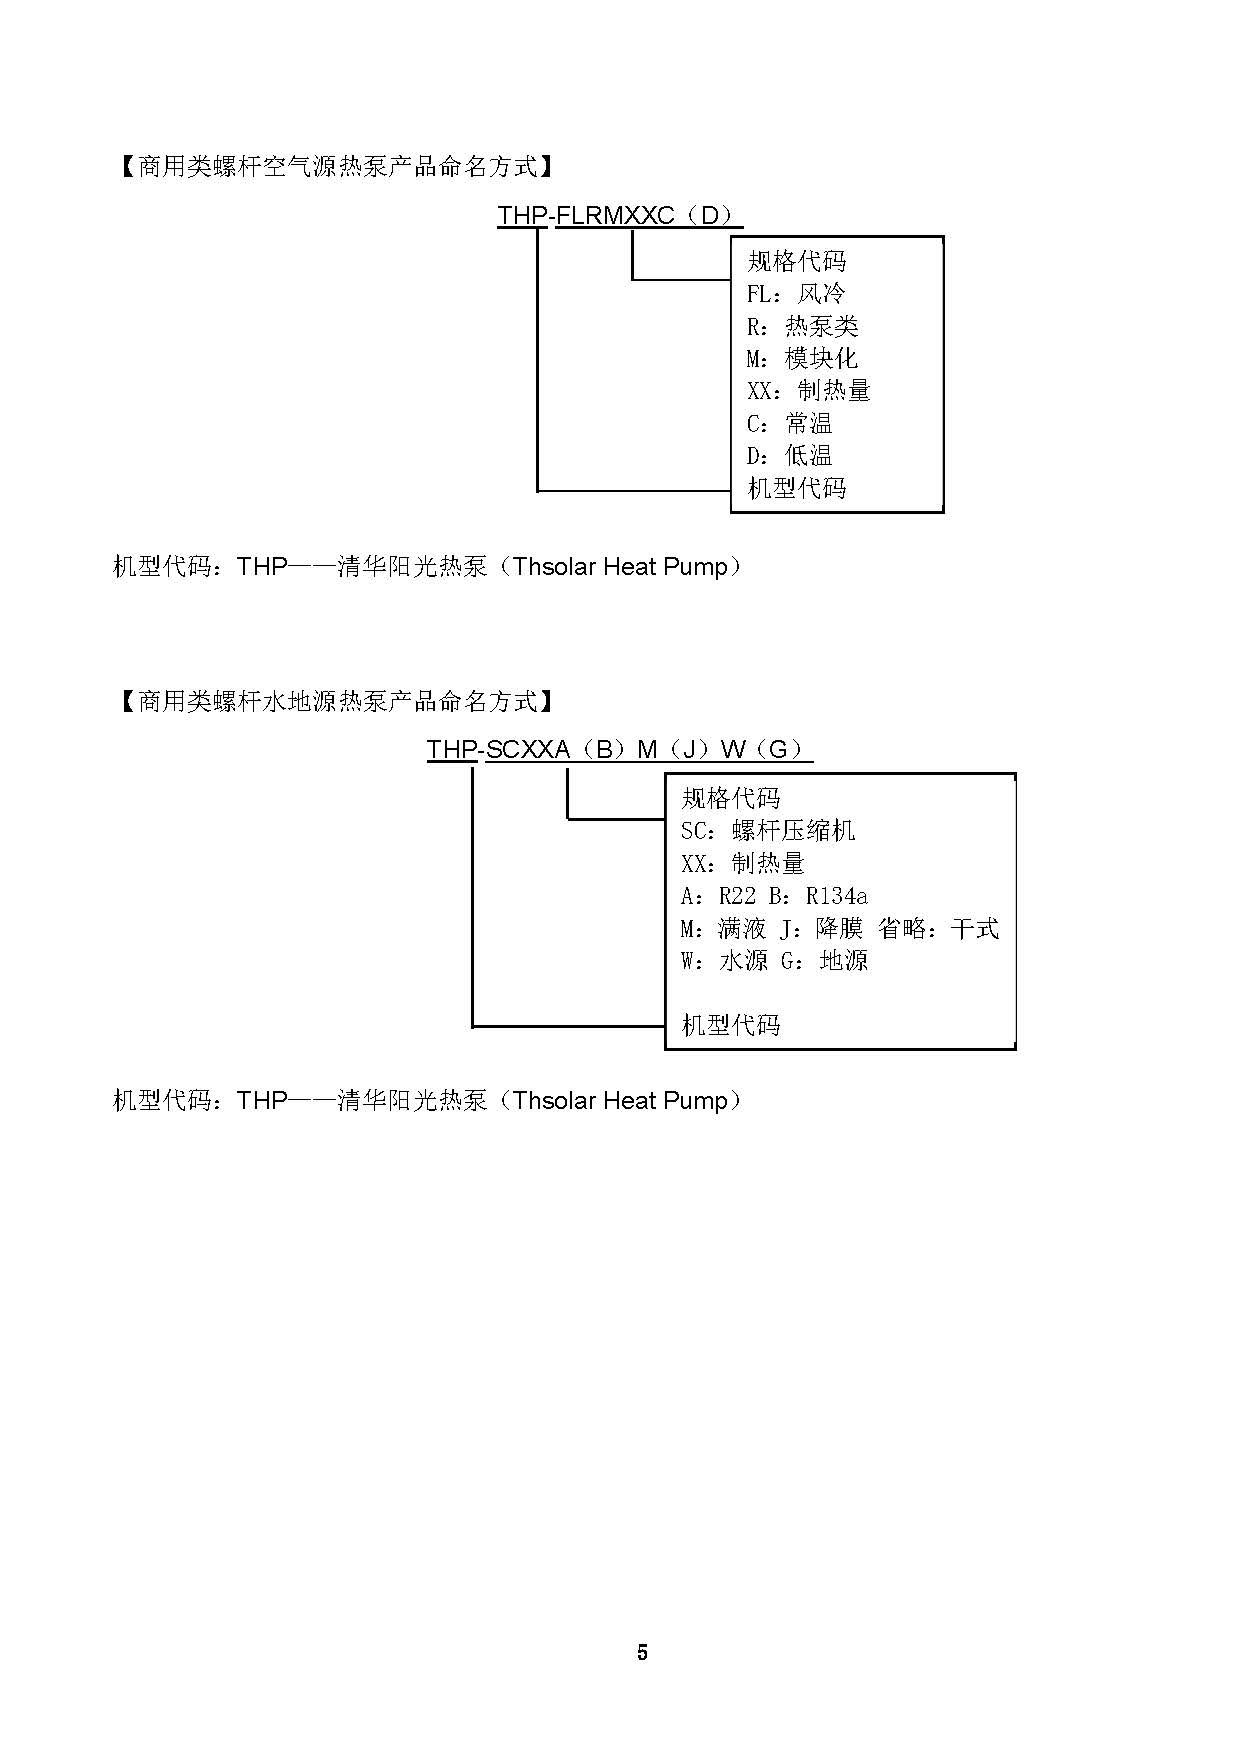 【商用类螺杆空气源热泵产品命名方式】
THP-FLRMXXC（D）
规格代码
FL：风冷
R：热泵类
M：模块化
XX：制热量
C：常温
D：低温
机型代码
机型代码：THP——清华阳光热泵（Thsolar Heat Pump）
【商用类螺杆水地源热泵产品命名方式】
THP-SCXXA（B）M（J）W（G）
规格代码
SC：螺杆压缩机
XX：制热量
A：R22 B：R134a
M：满液 J：降膜 省略：干式
W：水源 G：地源
机型代码
机型代码：THP——清华阳光热泵（Thsolar Heat Pump）
5